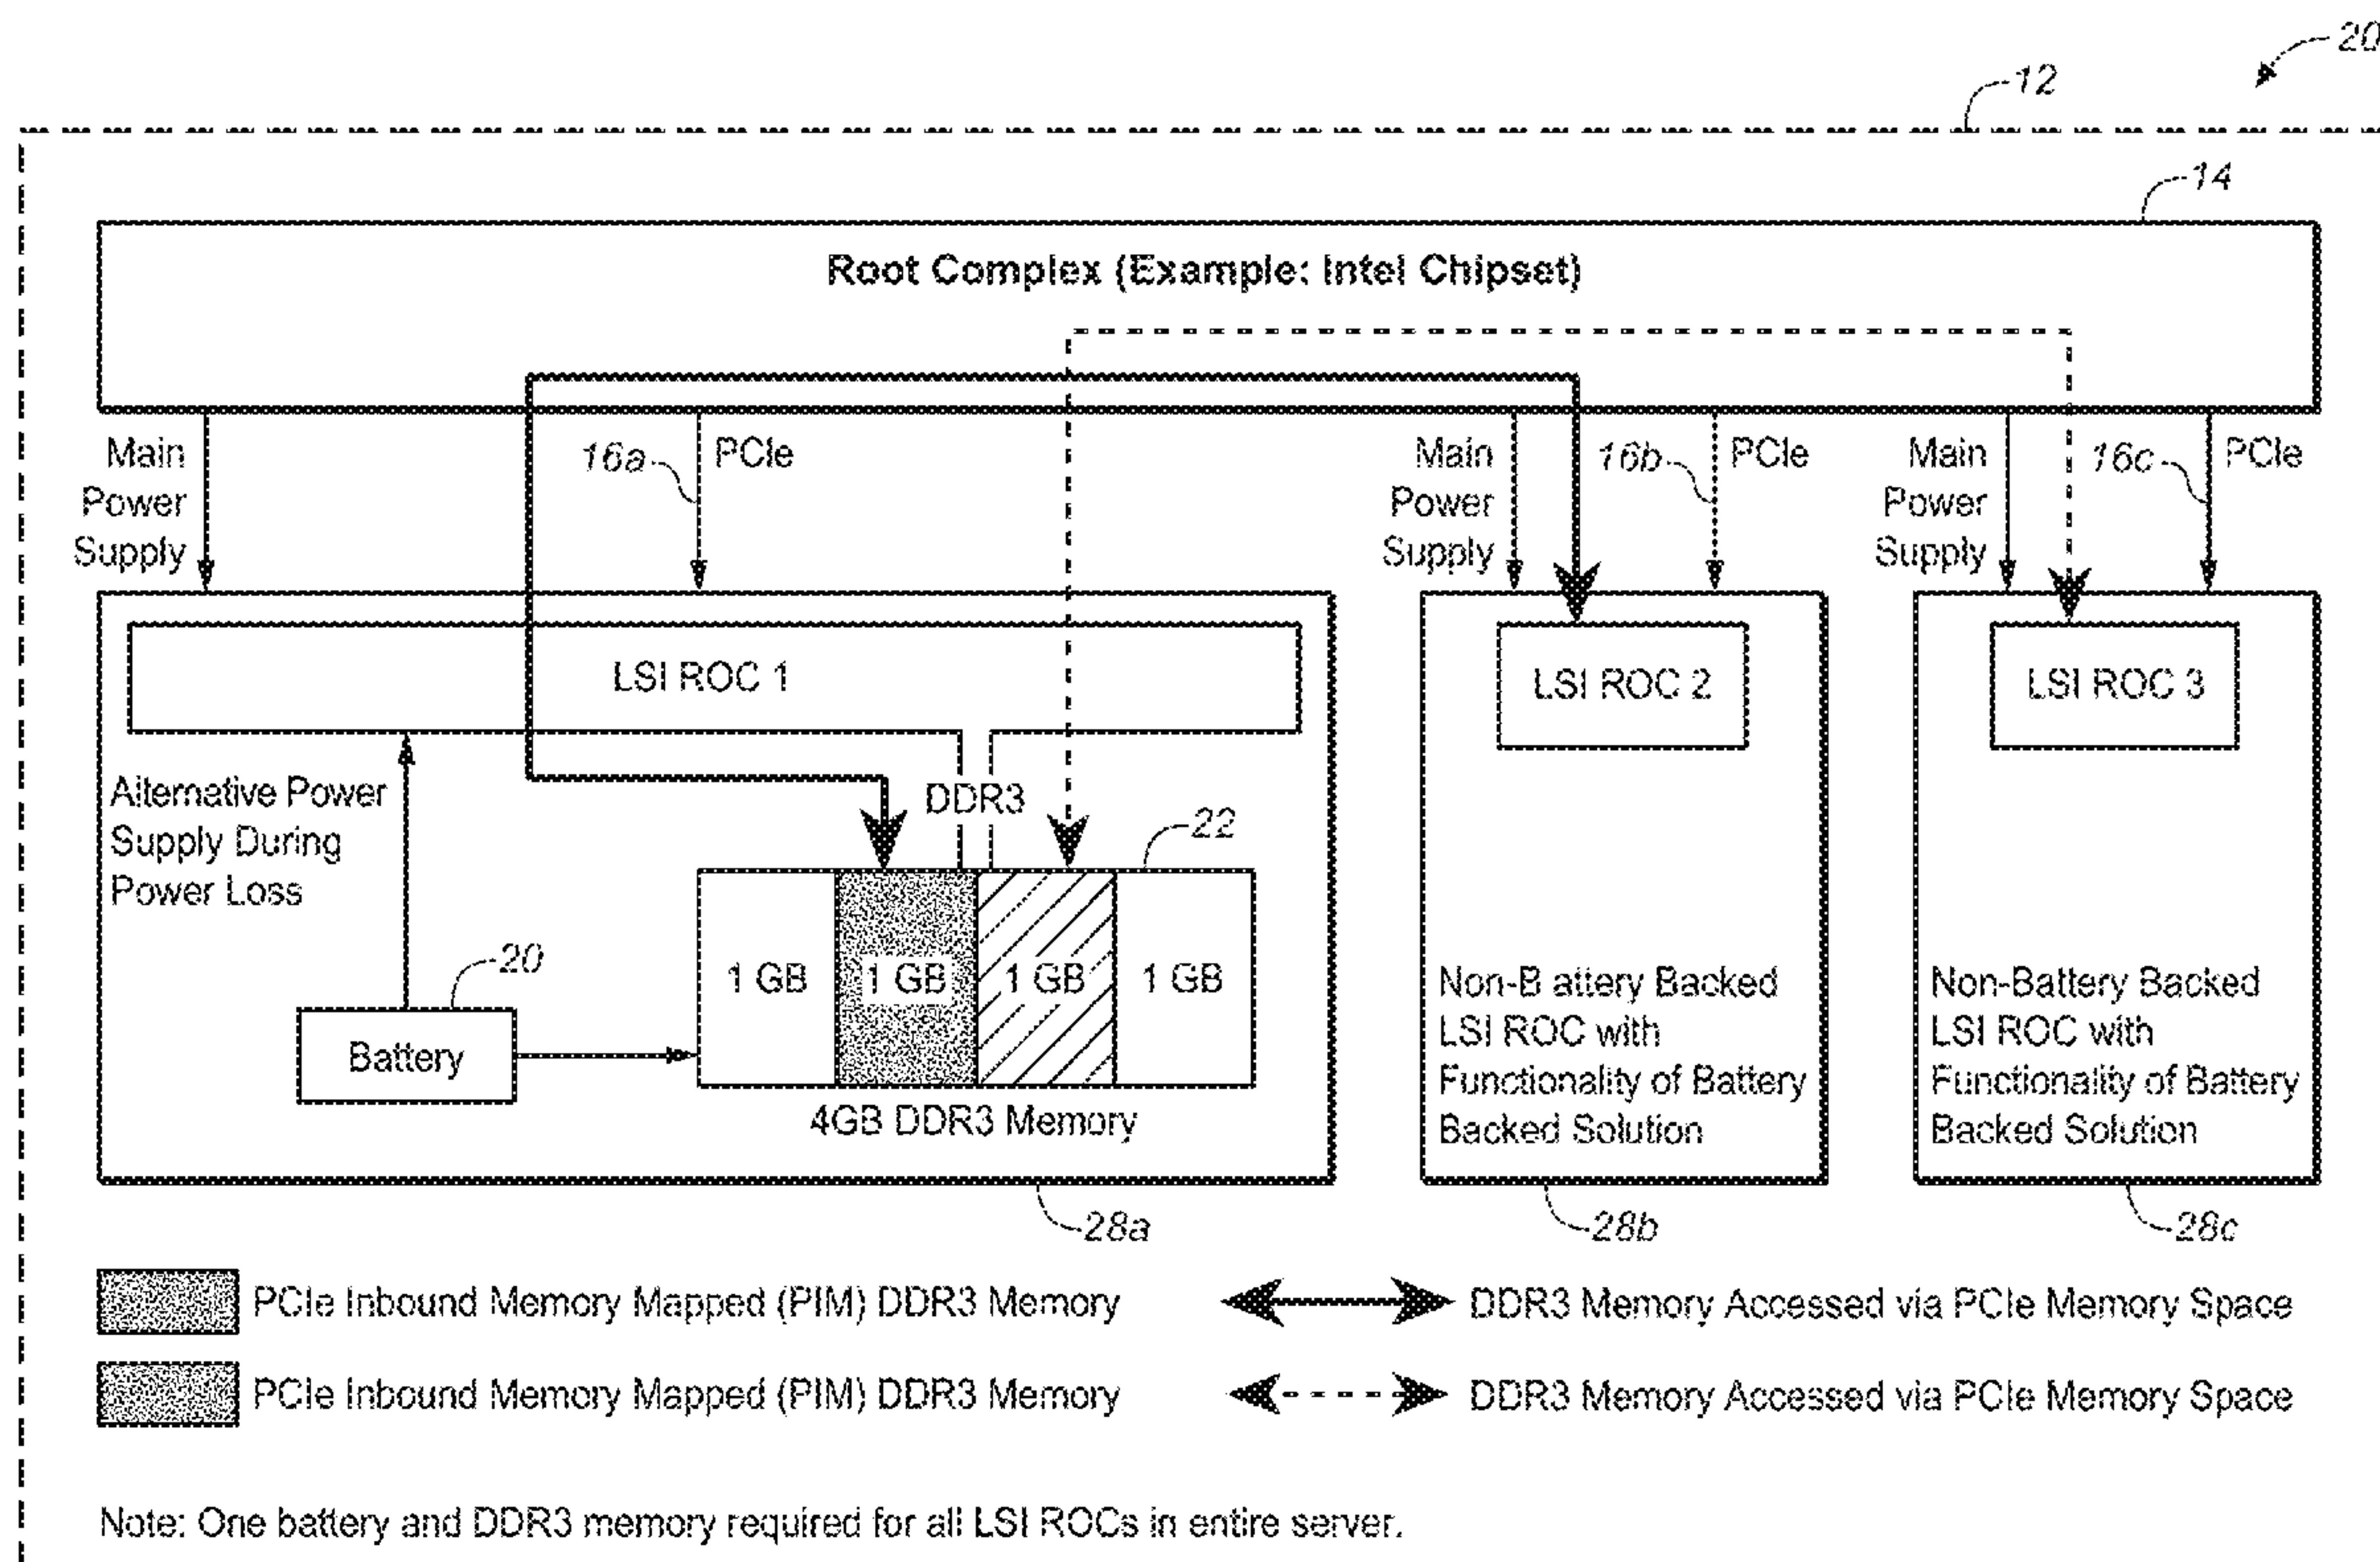 20
12
14
Root Complex (Example: Intel Chipset)
Main
Power
Supply
16a
PCIe
Main
Power
Supply
16b
PCIe
Main
Power
Supply
16c
PCIe
LSI ROC 1
LSI ROC 2
LSI ROC 3
Alternative Power
Supply During
Power Loss
DDR3
22
1 GB
1 GB
1 GB
1 GB
20
Battery
4GB DDR3 Memory
Non-B attery Backed
LSI ROC with
Functionality of Battery
Backed Solution
Non-Battery Backed
LSI ROC with
Functionality of Battery
Backed Solution
28a
28b
28c
PCIe Inbound Memory Mapped (PIM) DDR3 Memory
DDR3 Memory Accessed via PCIe Memory Space
PCIe Inbound Memory Mapped (PIM) DDR3 Memory
DDR3 Memory Accessed via PCIe Memory Space
Note: One battery and DDR3 memory required for all LSI ROCs in entire server.